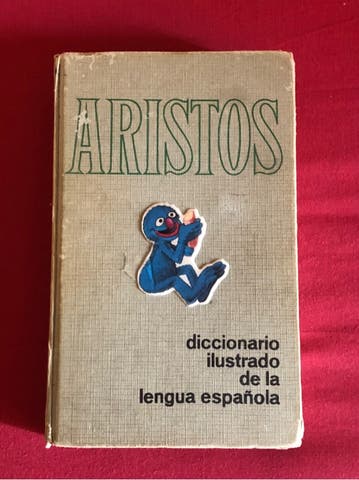 ARISTOS
diccionario
ilustrado
de la
lengua española